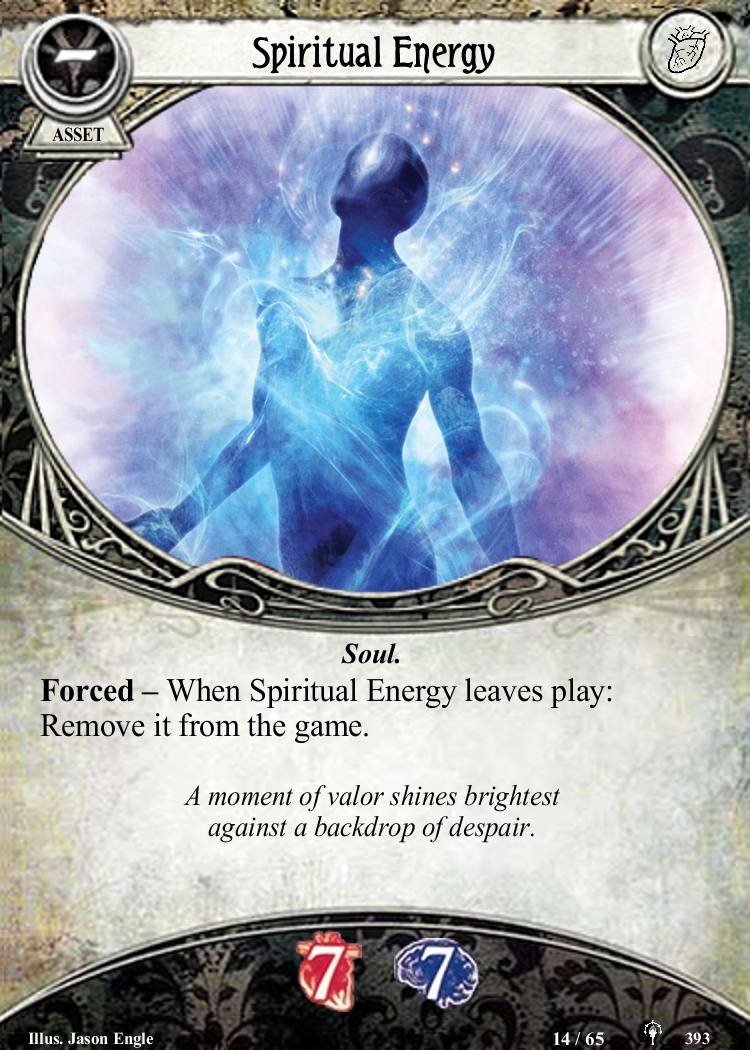 Spiritual Energy
ASSET
Soul.
Forced – When Spiritual Energy leaves play:
Remove it from the game.
A moment of valor shines brightest
against a backdrop of despair.
7 7
Illus. Jason Engle 14 / 65 393